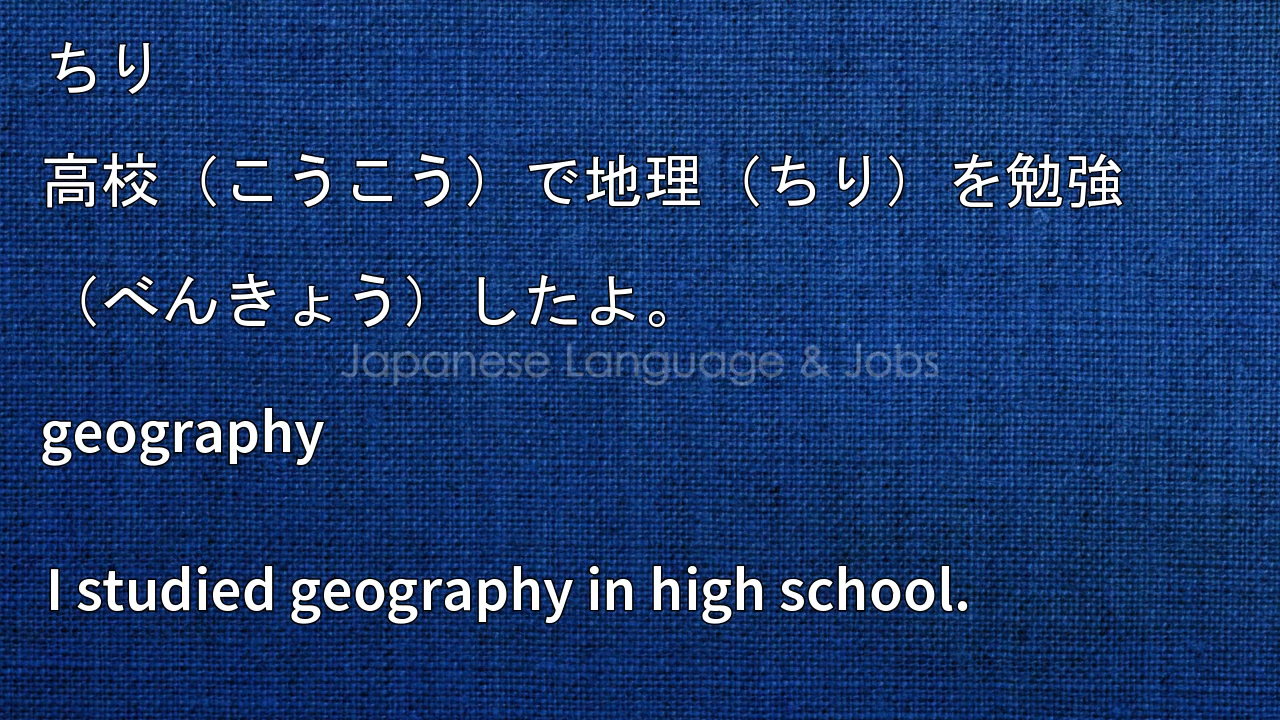 ちり
高校（こうこう）で地理（ちり）を勉強
（べんきょう）したよ。
Japanese Language & Jobs
geography
I studied geography in high school.